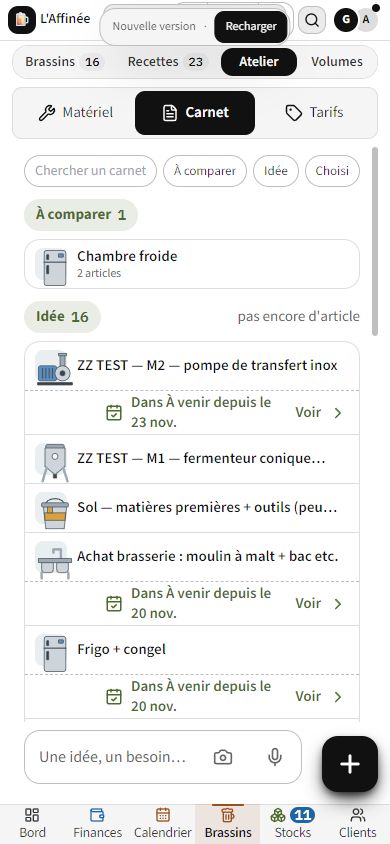 L'Affinée
Nouvelle version · Recharger
G A
Brassins 16 Recettes 23 Atelier Volumes
Matériel Carnet Tarifs
Chercher un carnet À comparer Idée Choisi
À comparer 1
Chambre froide
2 articles
Idée 16 pas encore d'article
ZZ TEST — M2 — pompe de transfert inox
Dans À venir depuis le
23 nov. Voir
ZZ TEST — M1 — fermenteur conique…
Sol — matières premières + outils (peu…
Achat brasserie : moulin à malt + bac etc.
Dans À venir depuis le
20 nov. Voir
Frigo + congel
Dans À venir depuis le
20 nov. Voir
Une idée, un besoin…
11
Bord Finances Calendrier Brassins Stocks Clients